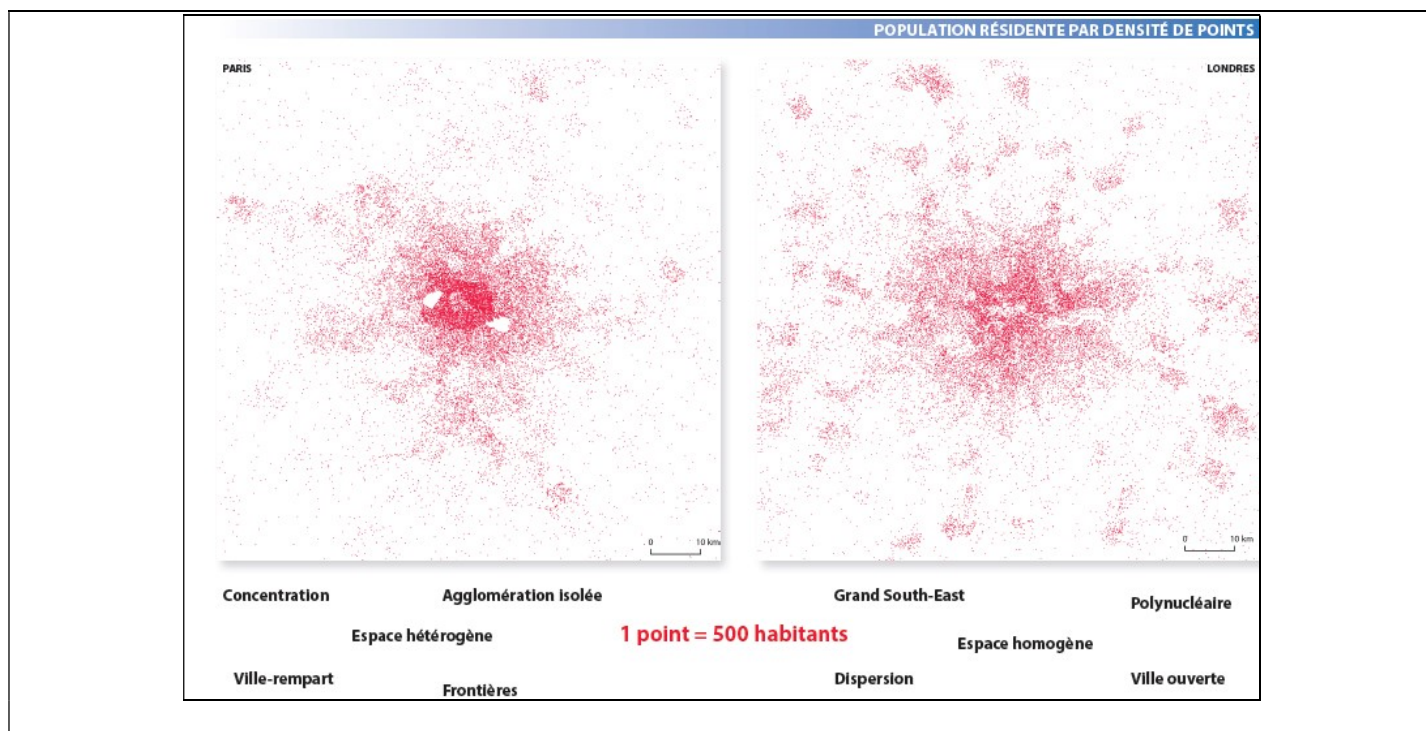 POPULATION RÉSIDENTE PAR DENSITÉ DE POINTS
PARIS
LONDRES
0 10 km
0 10 km
Concentration
Agglomération isolée
Grand South-East
Polynucléaire
Espace hétérogène
1 point = 500 habitants
Espace homogène
Ville-rempart
Frontières
Dispersion
Ville ouverte